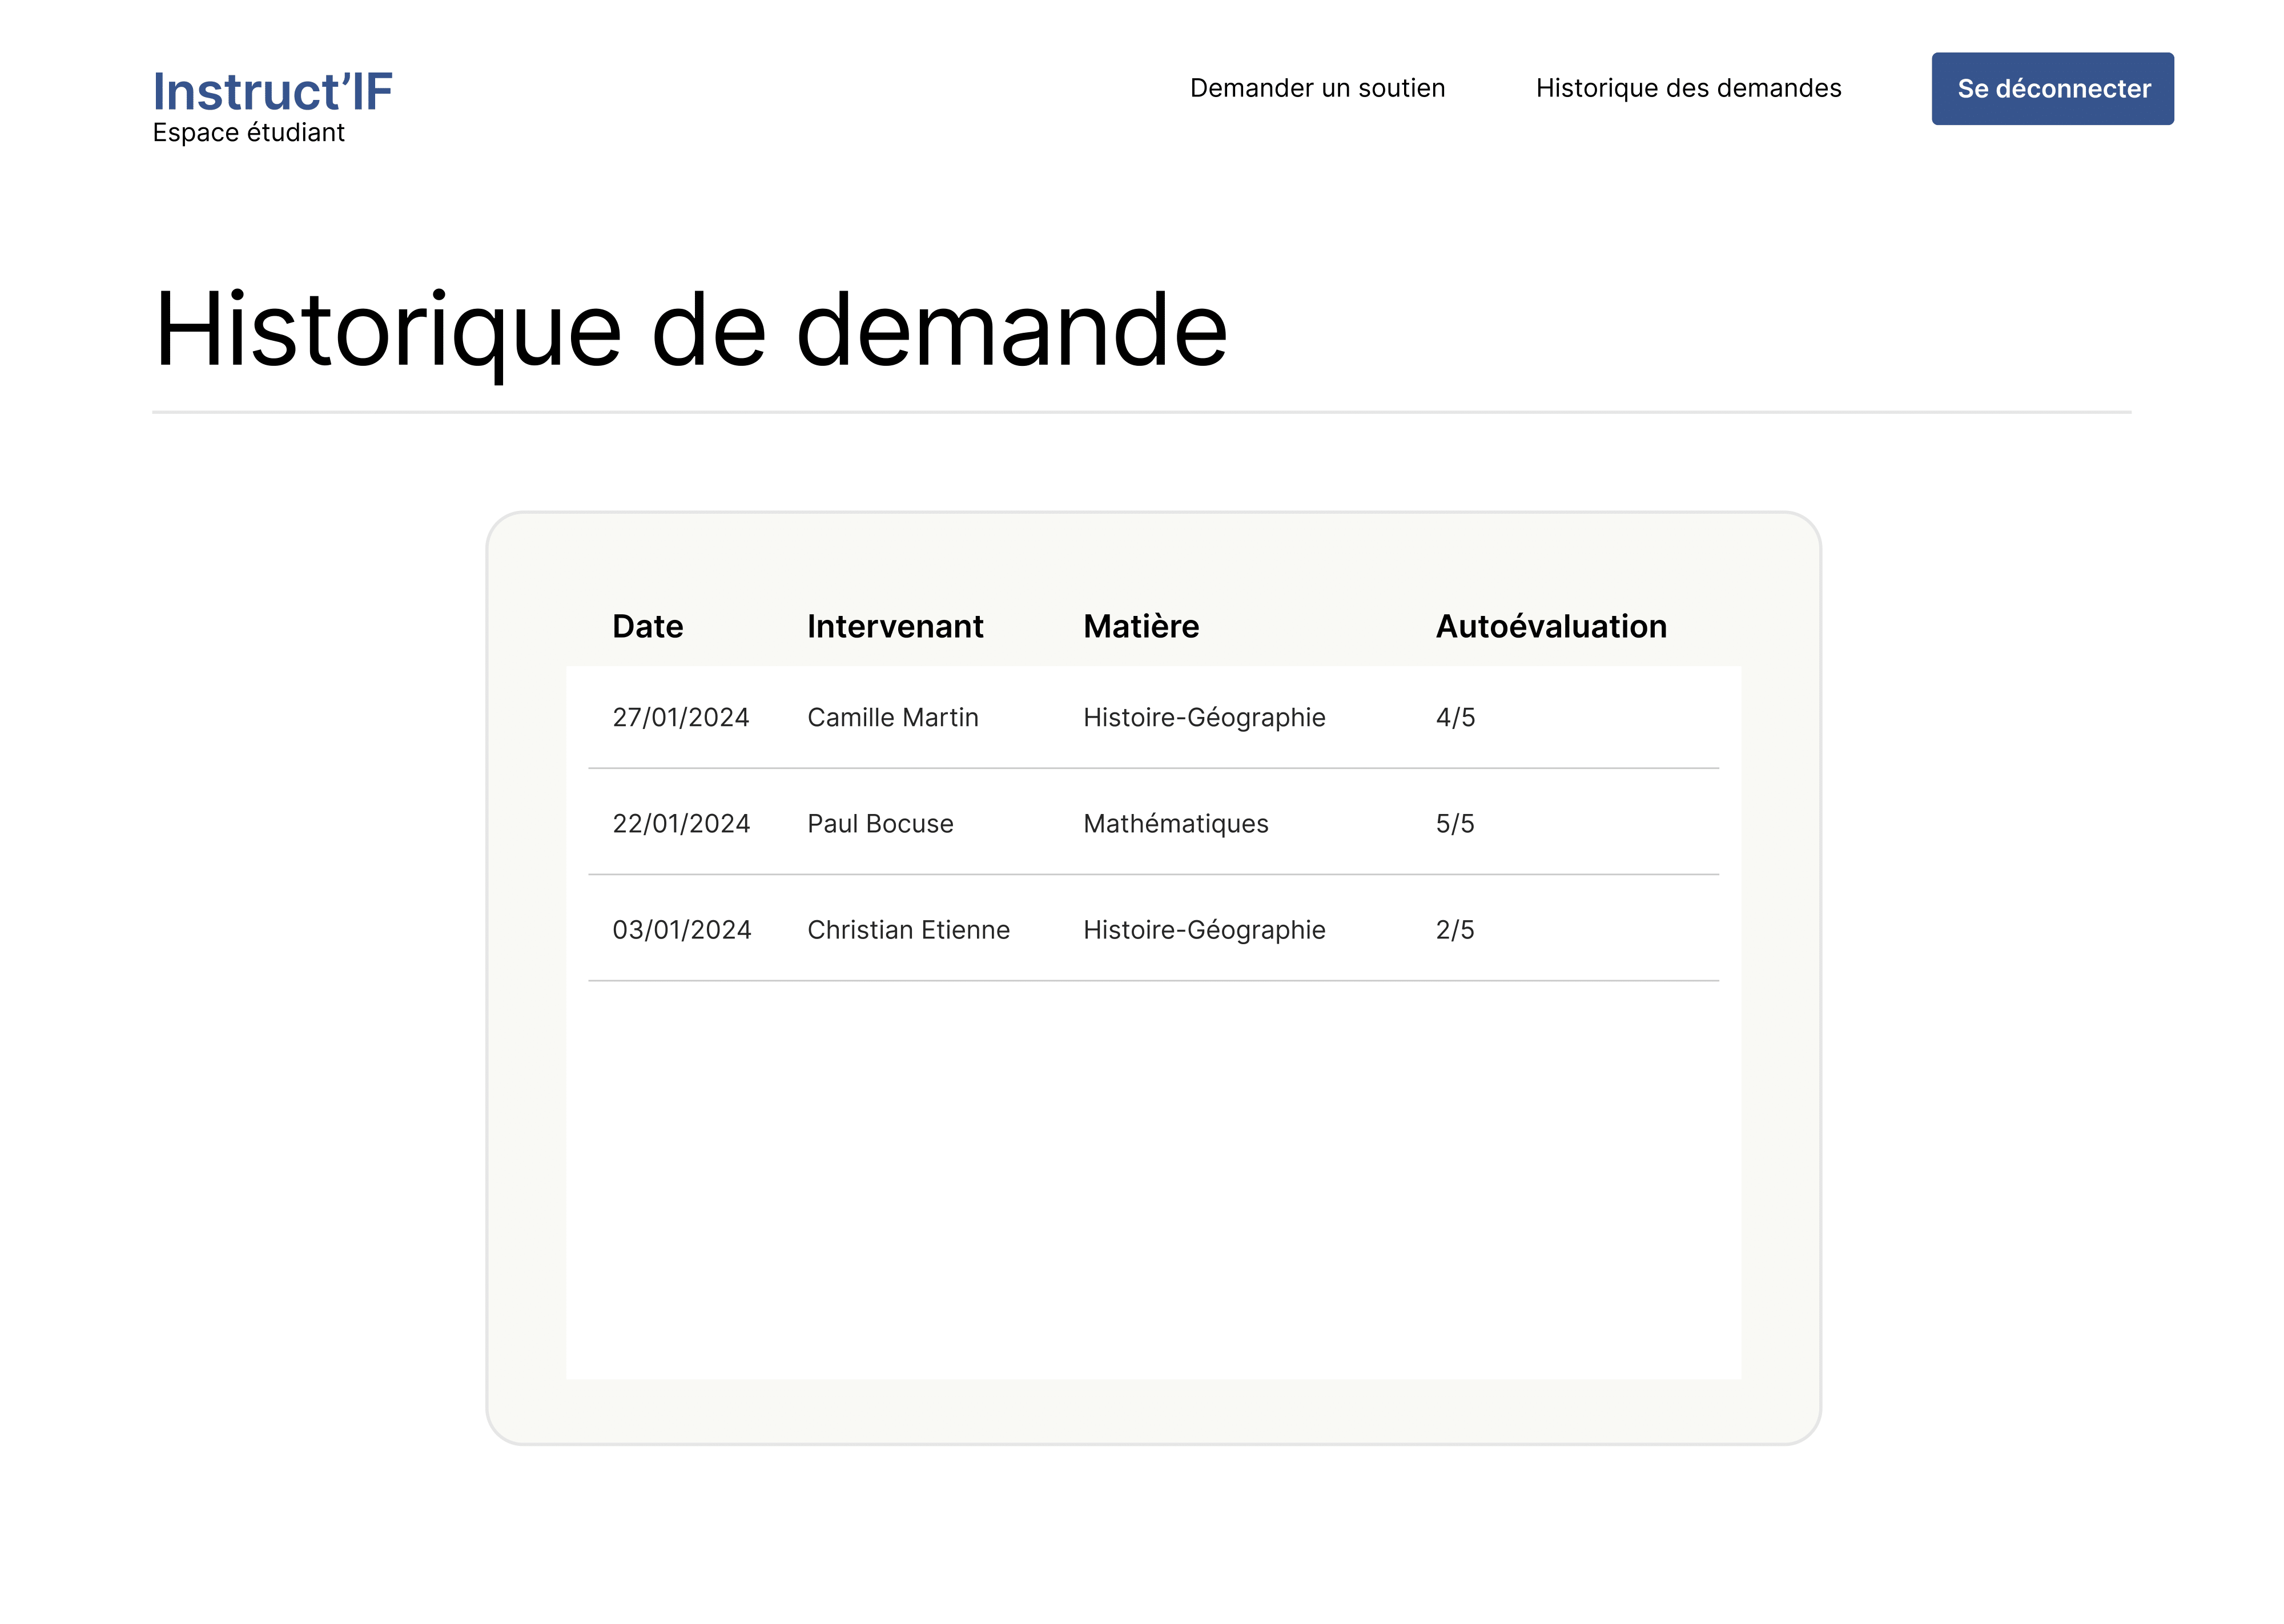 Instruct’IF
Espace étudiant
Demander un soutien Historique des demandes Se déconnecter
Historique de demande
Date Intervenant Matière Autoévaluation
27/01/2024 Camille Martin Histoire-Géographie 4/5
22/01/2024 Paul Bocuse Mathématiques 5/5
03/01/2024 Christian Etienne Histoire-Géographie 2/5